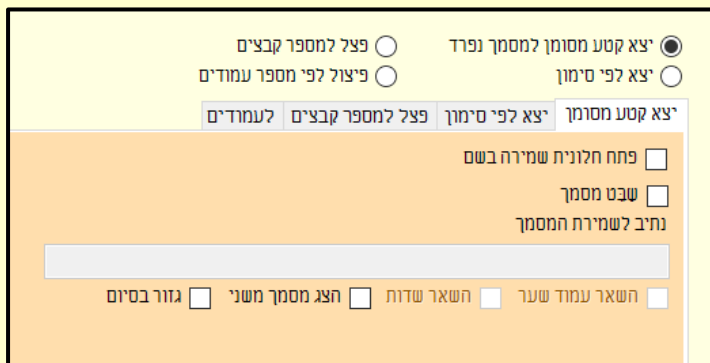 יצא קטע מסומן למסמך נפרד פצל למספר קבצים
יצא לפי סימון פיצול לפי מספר עמודים
יצא קטע מסומן יצא לפי סימון פצל למספר קבצים לעמודים
פתח חלונית שמירה בשם
שַׁבֵּט מסמך
נתיב לשמירת המסמך
השאר עמוד שער השאר שדות הצג מסמך משני גזור בסיום